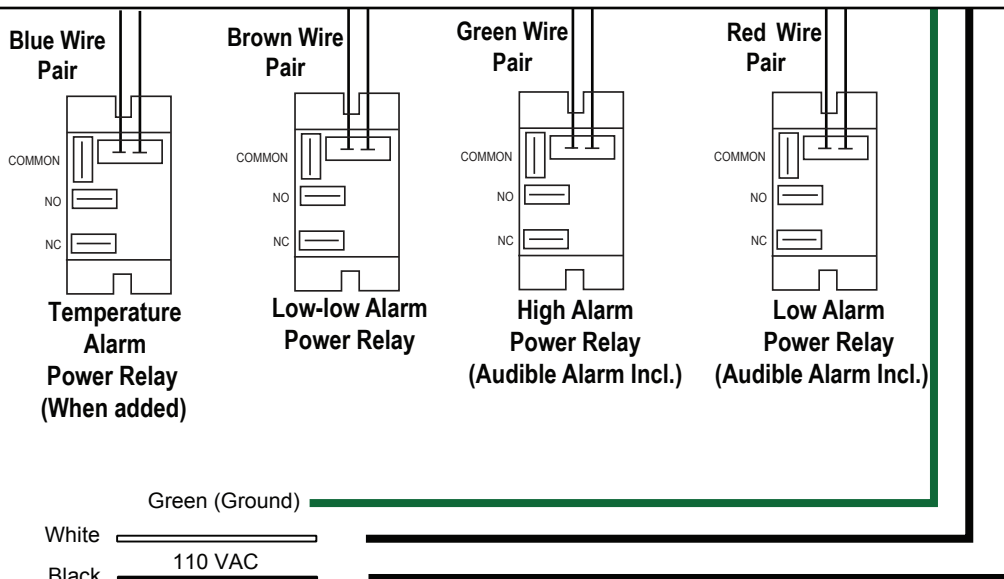 Blue Wire
Pair
Brown Wire
Pair
Green Wire
Pair
Red Wire
Pair
COMMON
NO
NC
COMMON
NO
NC
COMMON
NO
NC
COMMON
NO
NC
Temperature
Alarm
Power Relay
(When added)
Low-low Alarm
Power Relay
High Alarm
Power Relay
(Audible Alarm Incl.)
Low Alarm
Power Relay
(Audible Alarm Incl.)
Green (Ground)
White
110 VAC
Black